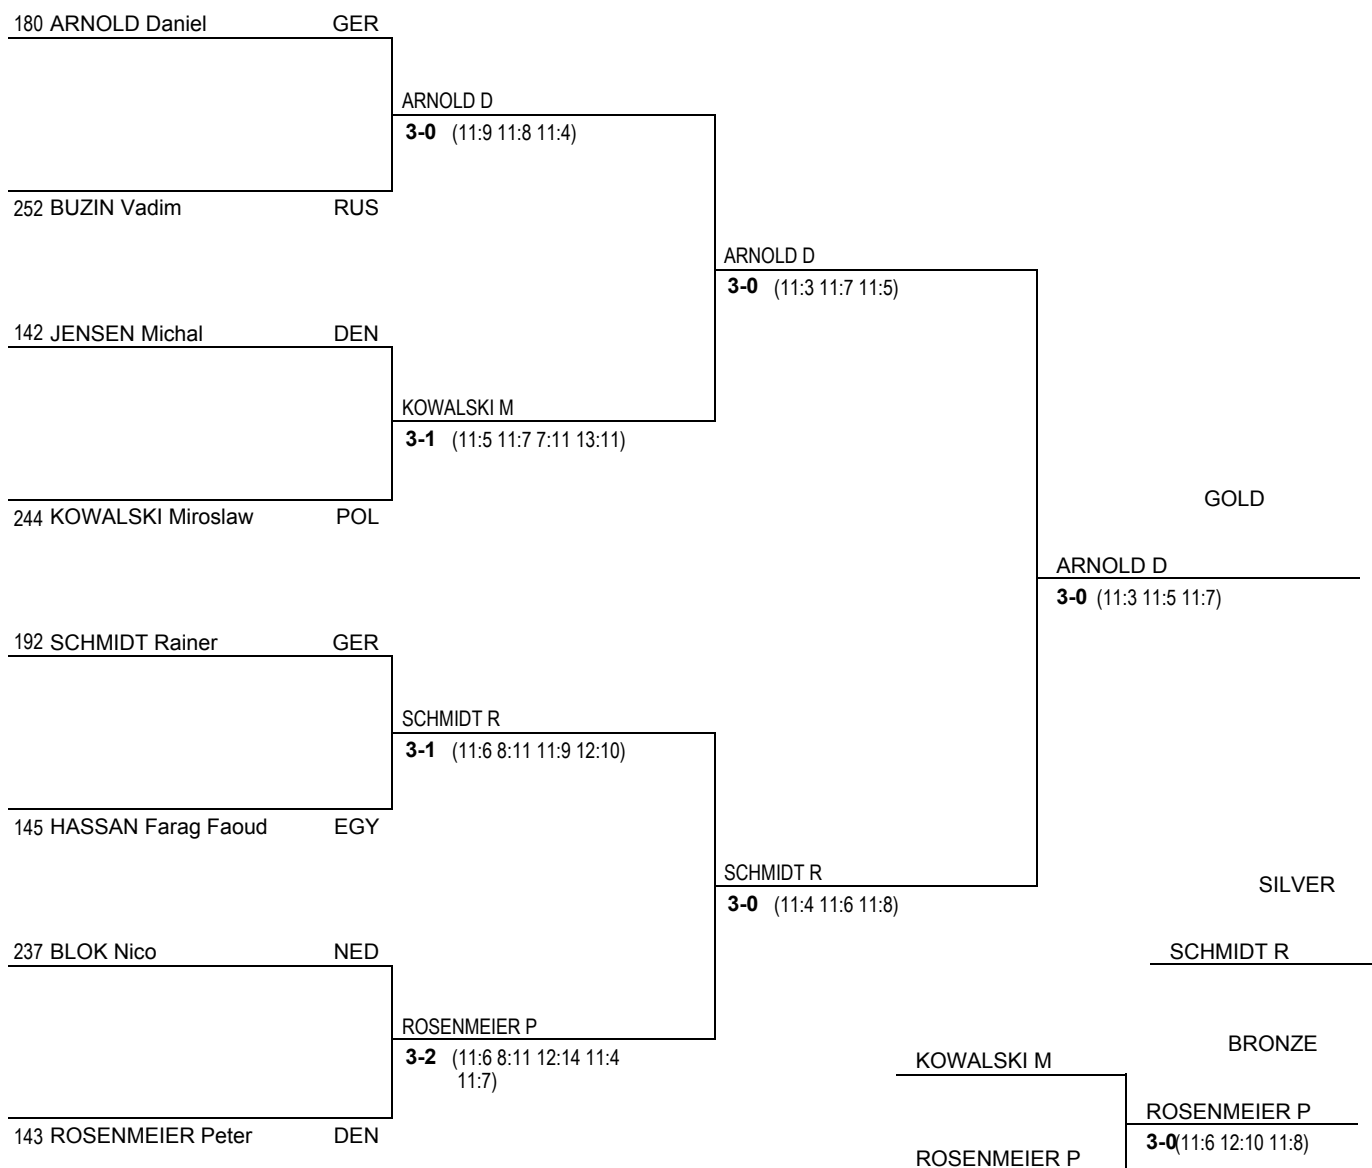 180 ARNOLD Daniel GER
ARNOLD D
3-0 (11:9 11:8 11:4)
252 BUZIN Vadim RUS
ARNOLD D
3-0 (11:3 11:7 11:5)
142 JENSEN Michal DEN
KOWALSKI M
3-1 (11:5 11:7 7:11 13:11)
244 KOWALSKI Miroslaw POL
GOLD
ARNOLD D
3-0 (11:3 11:5 11:7)
192 SCHMIDT Rainer GER
SCHMIDT R
3-1 (11:6 8:11 11:9 12:10)
145 HASSAN Farag Faoud EGY
SCHMIDT R
3-0 (11:4 11:6 11:8)
SILVER
SCHMIDT R
237 BLOK Nico NED
ROSENMEIER P
3-2 (11:6 8:11 12:14 11:4
11:7)
143 ROSENMEIER Peter DEN
BRONZE
KOWALSKI M
ROSENMEIER P
3-0(11:6 12:10 11:8)
ROSENMEIER P